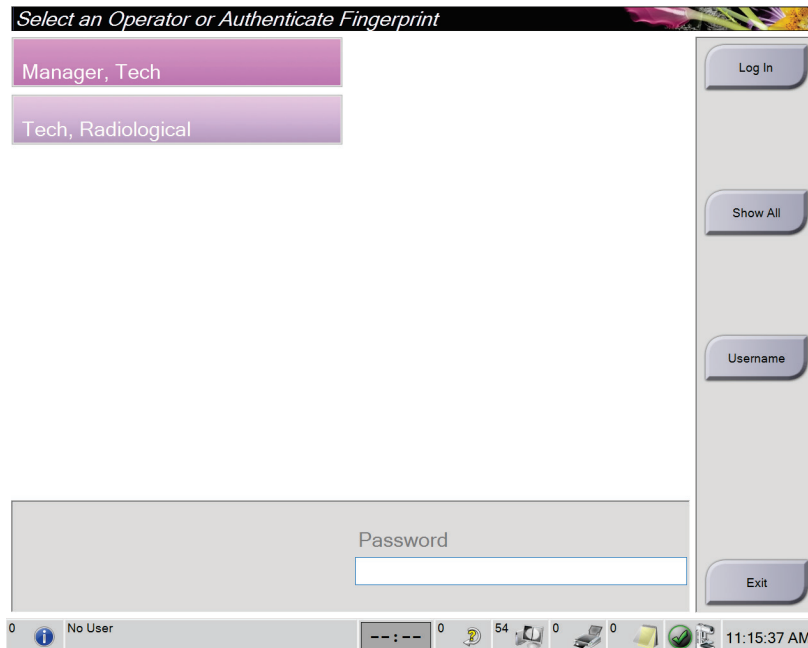 Select an Operator or Authenticate Fingerprint
Manager, Tech
Tech, Radiological
Log In
Show All
Username
Password
Exit
0 No User --:-- 0 54 0 0 11:15:37 AM